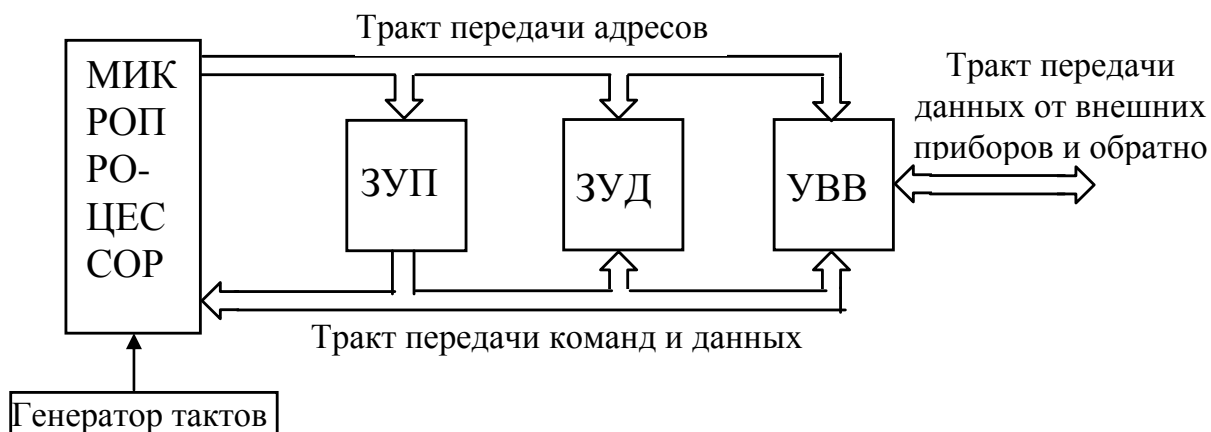 Тракт передачи адресов
МИК
РОП
РО-
ЦЕС
СОР
ЗУП
ЗУД
УВВ
Тракт передачи
данных от внешних
приборов и обратно
Тракт передачи команд и данных
Генератор тактов